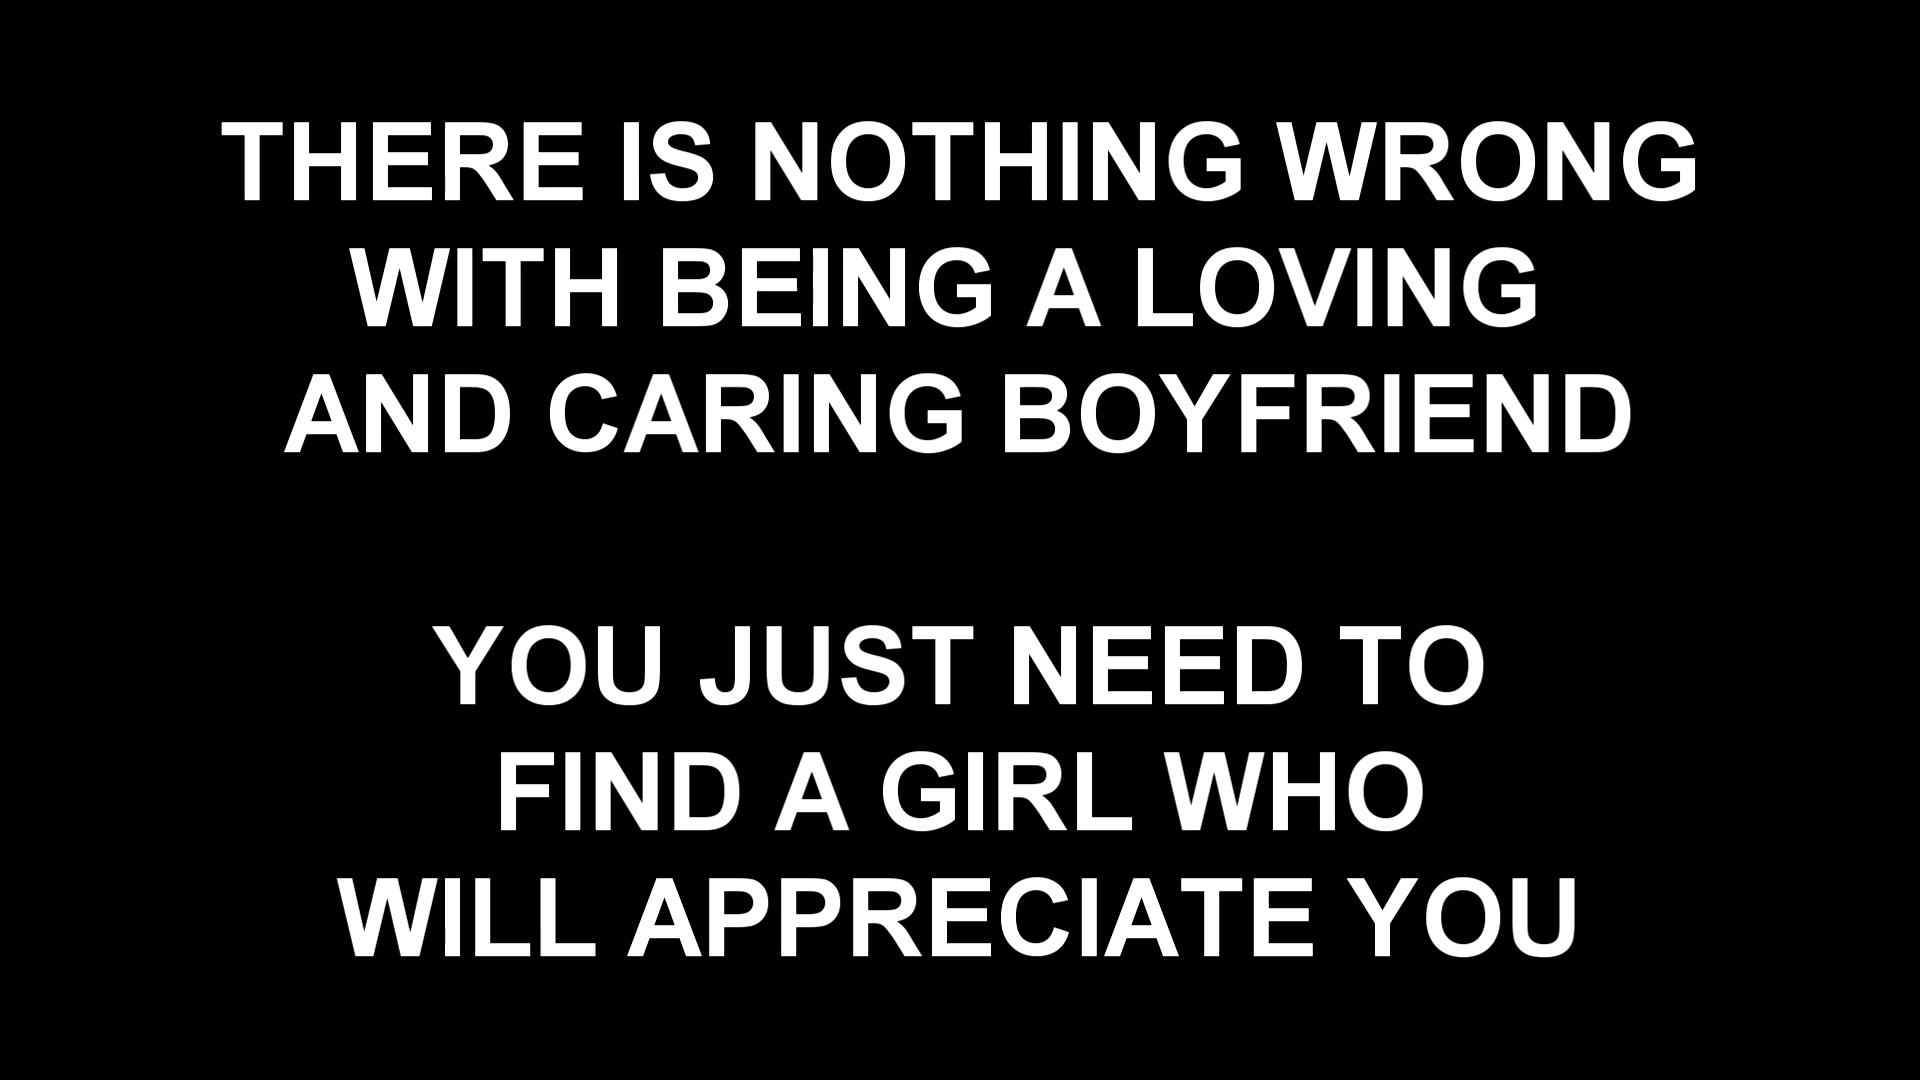 THERE IS NOTHING WRONG
WITH BEING A LOVING
AND CARING BOYFRIEND
YOU JUST NEED TO
FIND A GIRL WHO
WILL APPRECIATE YOU